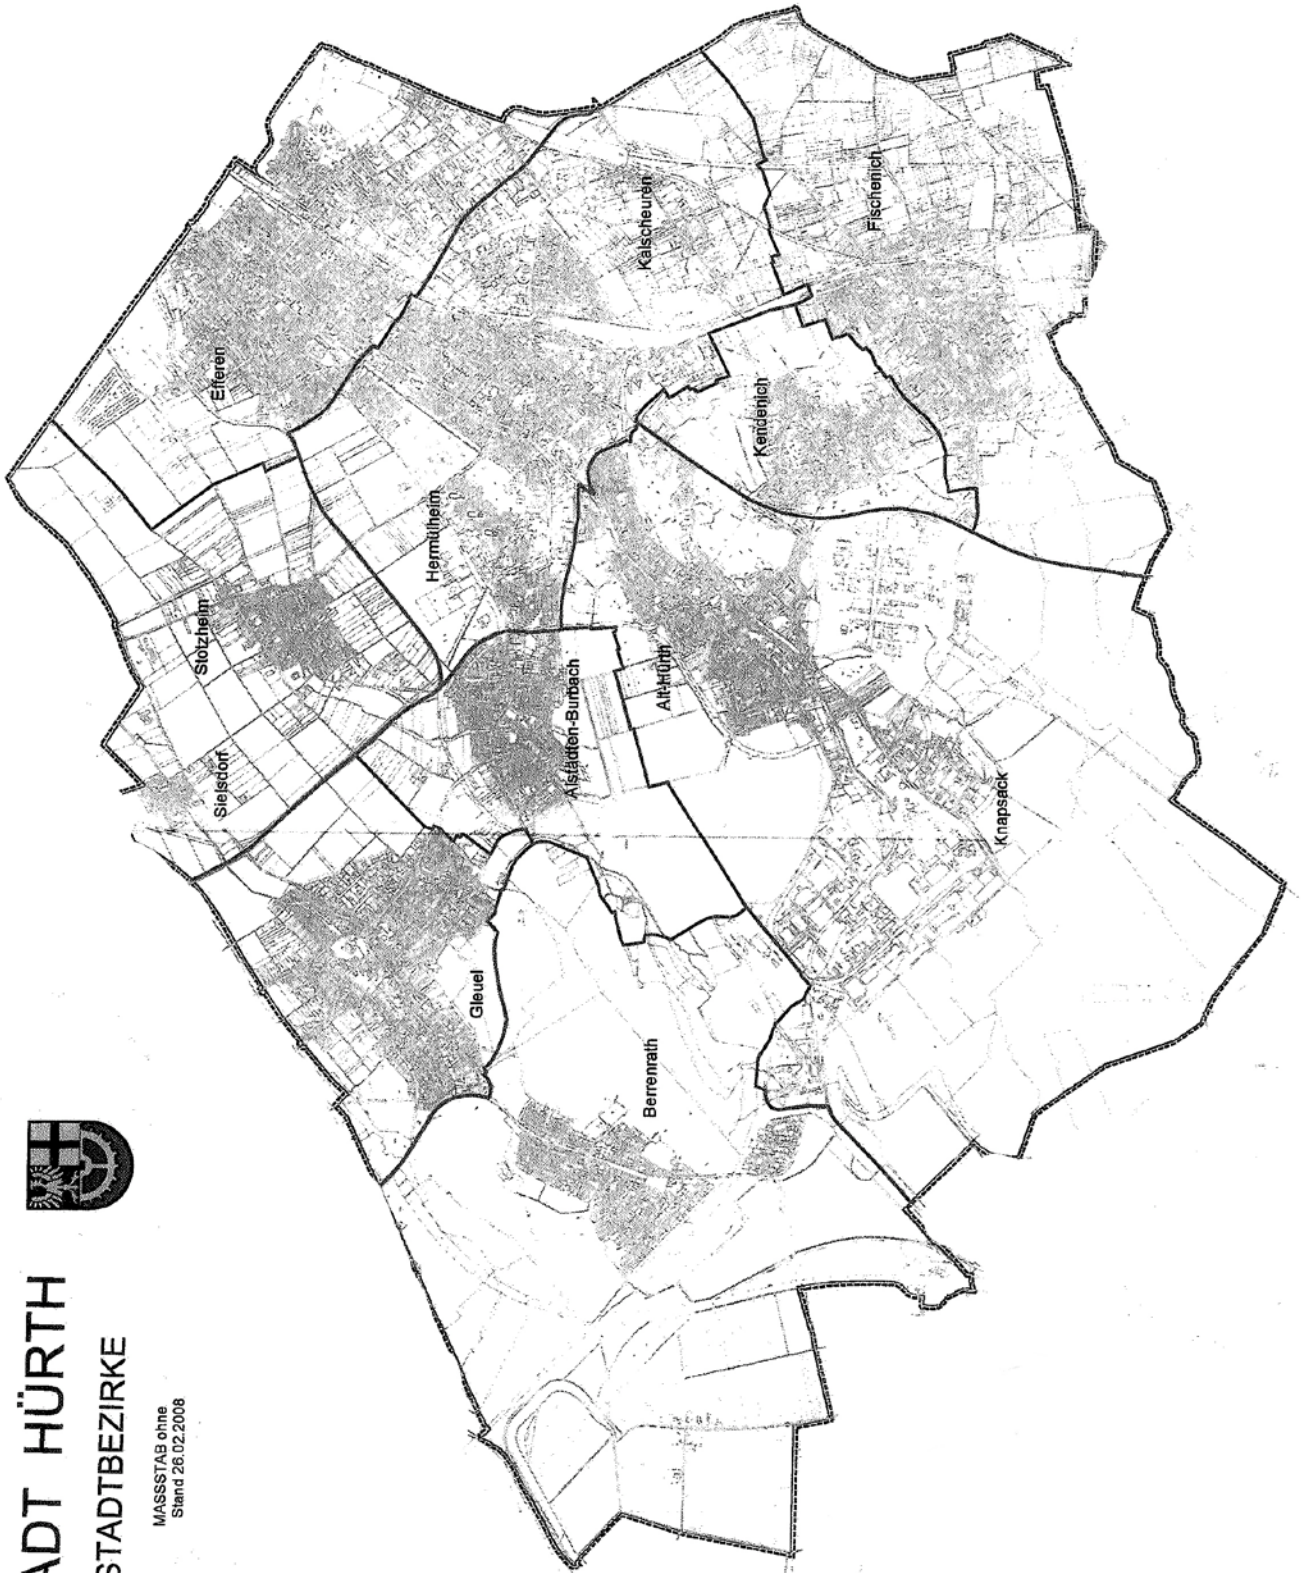 ADT HÜRTH
STADTBEZIRKE
MASSSTAB ohne
Stand 26.02.2008
Efferen
Stotzheim
Sielsdorf
Hermülheim
Kalscheuren
Fischenich
Kendenich
Alt-Hürth
Alstädten-Burbach
Gleuel
Berrenrath
Knapsack